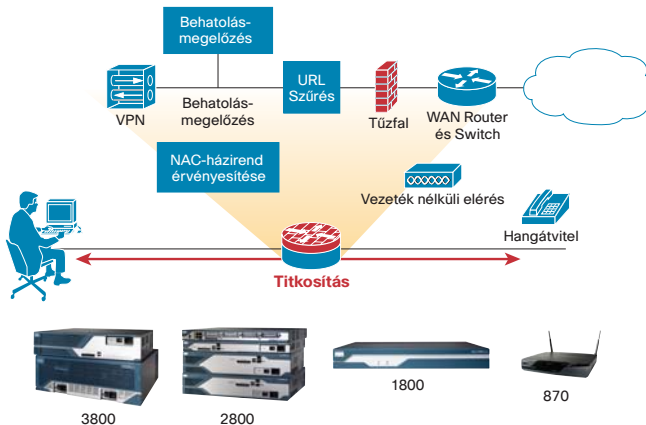 Behatolás-
megelőzés
VPN
Behatolás-
megelőzés
URL
Szűrés
Tűzfal
WAN Router
és Switch
NAC-házirend
érvényesítése
Vezeték nélküli elérés
Hangátvitel
Titkosítás
3800
2800
1800
870